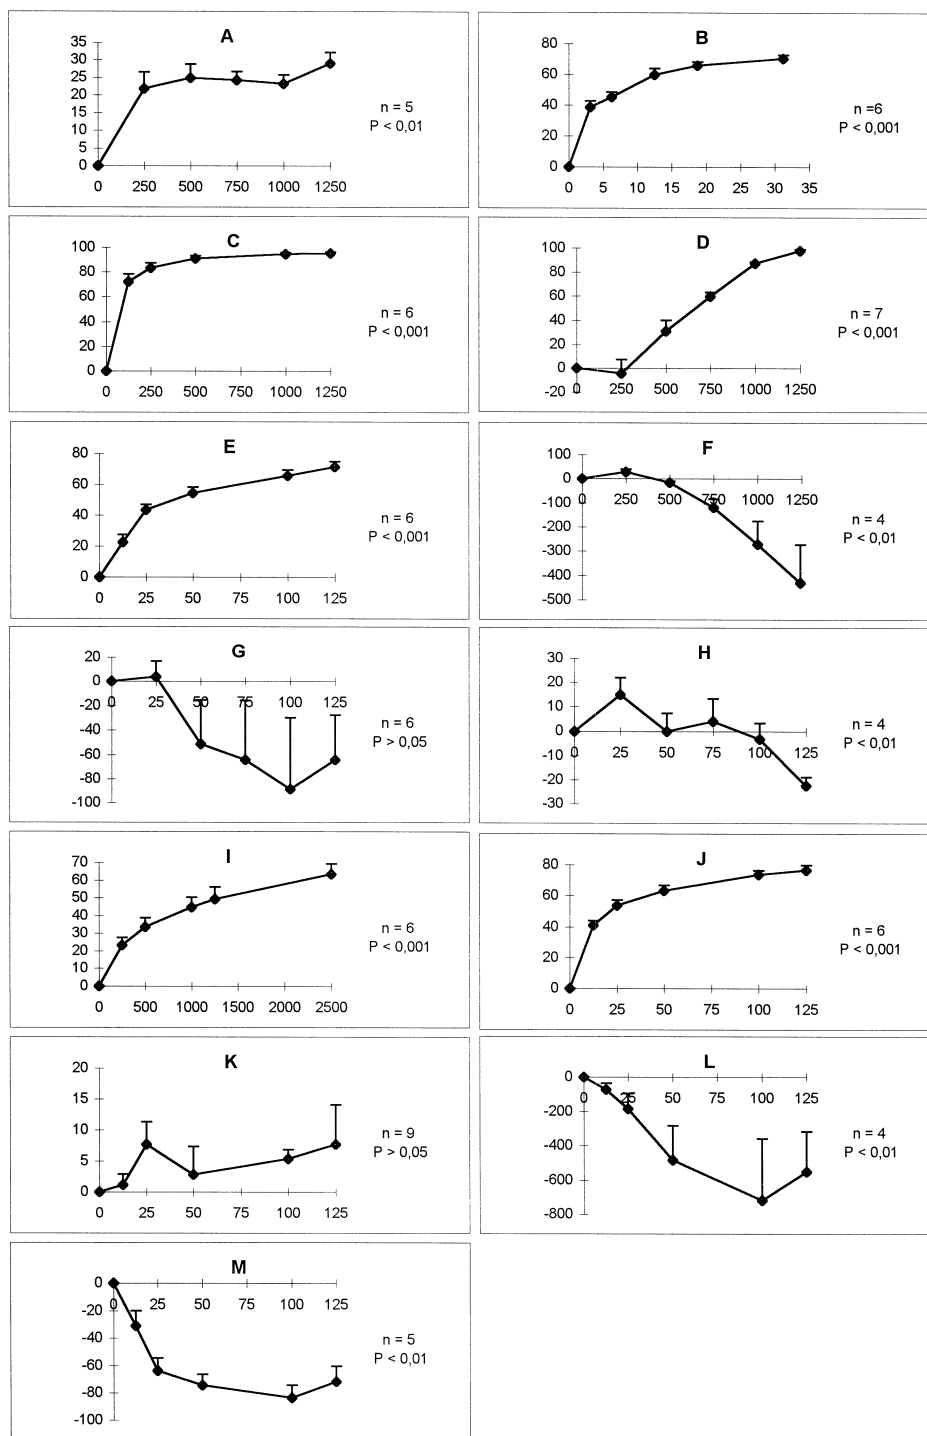 A
35
30
25
20
15
10
5
0
0 250 500 750 1000 1250
n = 5
P < 0,01
B
80
60
40
20
0
0 5 10 15 20 25 30 35
n =6
P < 0,001
C
100
80
60
40
20
0
0 250 500 750 1000 1250
n = 6
P < 0,001
D
100
80
60
40
20
0
-20
0 250 500 750 1000 1250
n = 7
P < 0,001
E
80
60
40
20
0
0 25 50 75 100 125
n = 6
P < 0,001
F
100
0
-100
-200
-300
-400
-500
0 250 500 750 1000 1250
n = 4
P < 0,01
G
20
0
-20
-40
-60
-80
-100
0 25 50 75 100 125
n = 6
P > 0,05
H
30
20
10
0
-10
-20
-30
0 25 50 75 100 125
n = 4
P < 0,01
I
70
60
50
40
30
20
10
0
0 500 1000 1500 2000 2500
n = 6
P < 0,001
J
80
60
40
20
0
0 25 50 75 100 125
n = 6
P < 0,001
K
20
15
10
5
0
0 25 50 75 100 125
n = 9
P > 0,05
L
0
-200
-400
-600
-800
0 25 50 75 100 125
n = 4
P < 0,01
M
0
-20
-40
-60
-80
-100
0 25 50 75 100 125
n = 5
P < 0,01